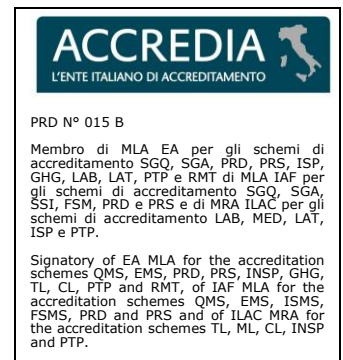 ACCREDIA
L'ENTE ITALIANO DI ACCREDITAMENTO
PRD N° 015 B
Membro di MLA EA per gli schemi di
accreditamento SGQ, SGA, PRD, PRS, ISP,
GHG, LAB, LAT, PTP e RMT di MLA IAF per
gli schemi di accreditamento SGQ, SGA,
SSI, FSM, PRD e PRS e di MRA ILAC per gli
schemi di accreditamento LAB, MED, LAT,
ISP e PTP.
Signatory of EA MLA for the accreditation
schemes QMS, EMS, PRD, PRS, INSP, GHG,
TL, CL, PTP and RMT, of IAF MLA for the
accreditation schemes QMS, EMS, ISMS,
FSMS, PRD and PRS and of ILAC MRA for
the accreditation schemes TL, ML, CL, INSP
and PTP.